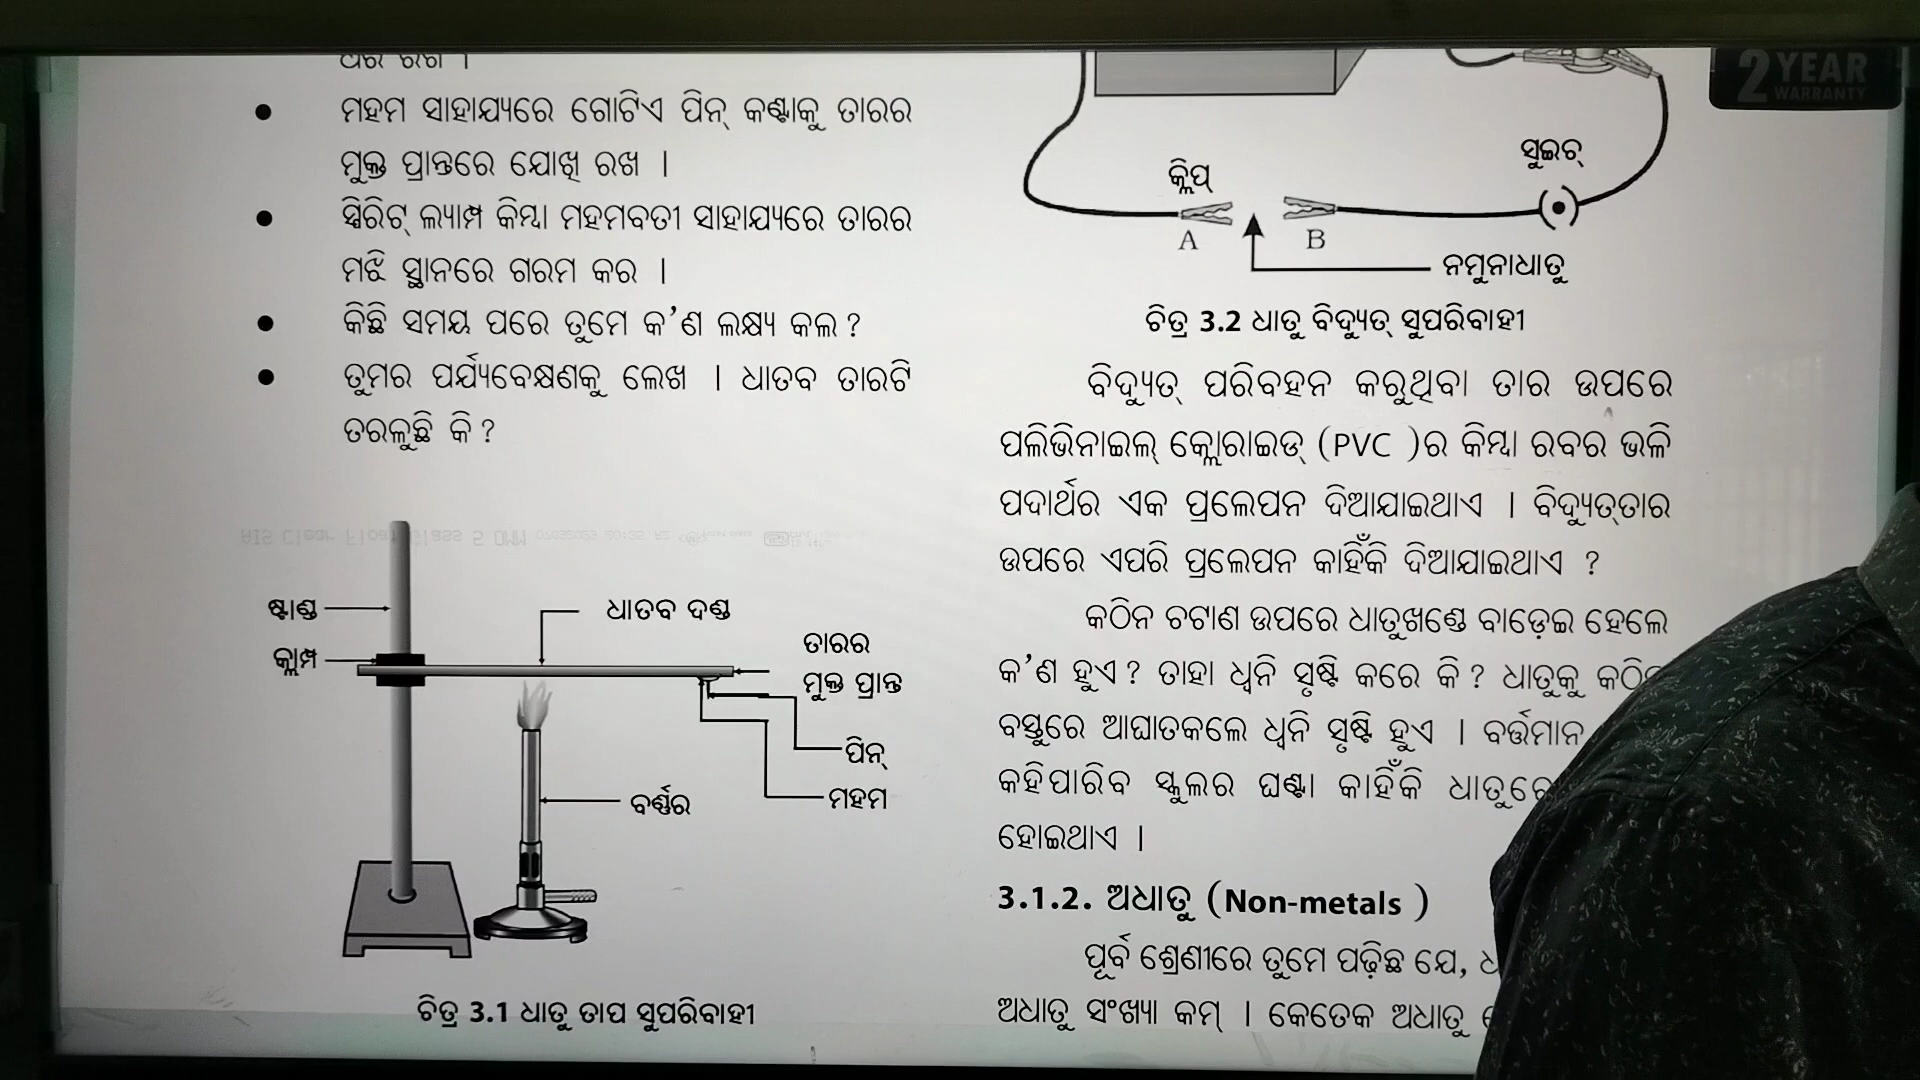 ମହମ ସାହାଯ୍ୟରେ ଗୋଟିଏ ପିନ୍ କଣ୍ଟାକୁ ତାରର
ମୁକ୍ତ ପ୍ରାନ୍ତରେ ଯୋଖି ରଖ ।
ସ୍ପିରିଟ୍ ଲ୍ୟାମ୍ପ କିମ୍ବା ମହମବତୀ ସାହାଯ୍ୟରେ ତାରର
ମଝି ସ୍ଥାନରେ ଗରମ କର ।
କିଛି ସମୟ ପରେ ତୁମେ କ'ଣ ଲକ୍ଷ୍ୟ କଲ ?
ତୁମର ପର୍ଯ୍ୟବେକ୍ଷଣକୁ ଲେଖ । ଧାତବ ତାରଟି
ତରଳୁଛି କି ?
ଷ୍ଟାଣ୍ଡ
କ୍ଲାମ୍ପ
ଧାତବ ଦଣ୍ଡ
ତାରର
ମୁକ୍ତ ପ୍ରାନ୍ତ
ପିନ୍
ମହମ
ବର୍ଣ୍ଣର
ଚିତ୍ର 3.1 ଧାତୁ ତାପ ସୁପରିବାହୀ
2 YEAR
WARRANTY
ସୁଇଚ୍
କ୍ଲିପ୍
A B
ନମୁନାଧାତୁ
ଚିତ୍ର 3.2 ଧାତୁ ବିଦ୍ୟୁତ୍ ସୁପରିବାହୀ
ବିଦ୍ୟୁତ୍ ପରିବହନ କରୁଥିବା ତାର ଉପରେ
ପଲିଭିନାଇଲ୍ କ୍ଲୋରାଇଡ୍ (PVC )ର କିମ୍ବା ରବର ଭଳି
ପଦାର୍ଥର ଏକ ପ୍ରଲେପନ ଦିଆଯାଇଥାଏ । ବିଦ୍ୟୁତ୍‌ତାର
ଉପରେ ଏପରି ପ୍ରଲେପନ କାହିଁକି ଦିଆଯାଇଥାଏ ?
କଠିନ ଚଟାଣ ଉପରେ ଧାତୁଖଣ୍ଡେ ବାଡ଼େଇ ହେଲେ
କ'ଣ ହୁଏ ? ତାହା ଧ୍ୱନି ସୃଷ୍ଟି କରେ କି ? ଧାତୁକୁ
ବସ୍ତୁରେ ଆଘାତକଲେ ଧ୍ୱନି ସୃଷ୍ଟି ହୁଏ । ବର୍ତ୍ତମାନ
କହିପାରିବ ସ୍କୁଲର ଘଣ୍ଟା କାହିଁକି ଧାତୁରେ
ହୋଇଥାଏ ।
3.1.2. ଅଧାତୁ (Non-metals )
ପୂର୍ବ ଶ୍ରେଣୀରେ ତୁମେ ପଢ଼ିଛ ଯେ,
ଅଧାତୁ ସଂଖ୍ୟା କମ୍ । କେତେକ ଅଧାତୁ